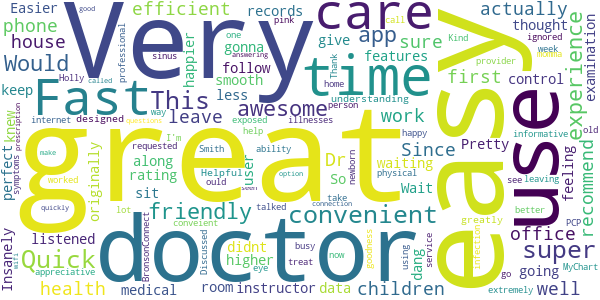 Very
great
doctor
easy
use
time
care
Fast
Easier
good
efficient
phone
professional
house
Would
records
pink
gonna
app
sure
actually
thought
call
ignored
Kind
week
Monday
provider
examination
control
old
experience
first
recommend
feeling
informative
one
answering
give
features
follow
happier
smooth
less
Thank
home
work
understanding
person
illnesses
exposed
help
designed
awesome
This
leave
Holly
called
sinus
keep
knew
internet
way
I'm
questions
perfect
symptoms
prescription
make
originally
worked
along
rating
requested
Smith
ould
ability
happy
Helpful
option
user
Dr
So
waiting
newborn
physical
take
connection
Since
Pretty
Wait
convenient
friendly
sit
listened
Insanely
quickly
Quick
wifi
appreciative
lot
convenient
BronsonConnect
Discussed
talked
busy
treat
eye
higher
didnt
goodness
now
dang
using
service
office
super
going
well
go
extremely
see
leaving
better
PCP
MyChart
greatly
infection
health
medical
room
instructor
data
children